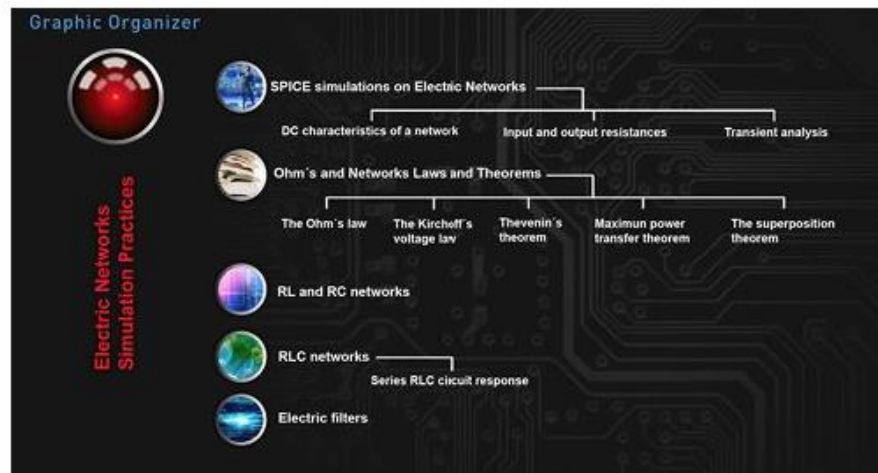 Graphic Organizer
Electric Networks
Simulation Practices
SPICE simulations on Electric Networks
DC characteristics of a network
Input and output resistances
Transient analysis
Ohm´s and Networks Laws and Theorems
The Ohm´s law
The Kirchoff´s
voltage law
Thevenin´s
theorem
Maximun power
transfer theorem
The superposition
theorem
RL and RC networks
RLC networks
Series RLC circuit response
Electric filters